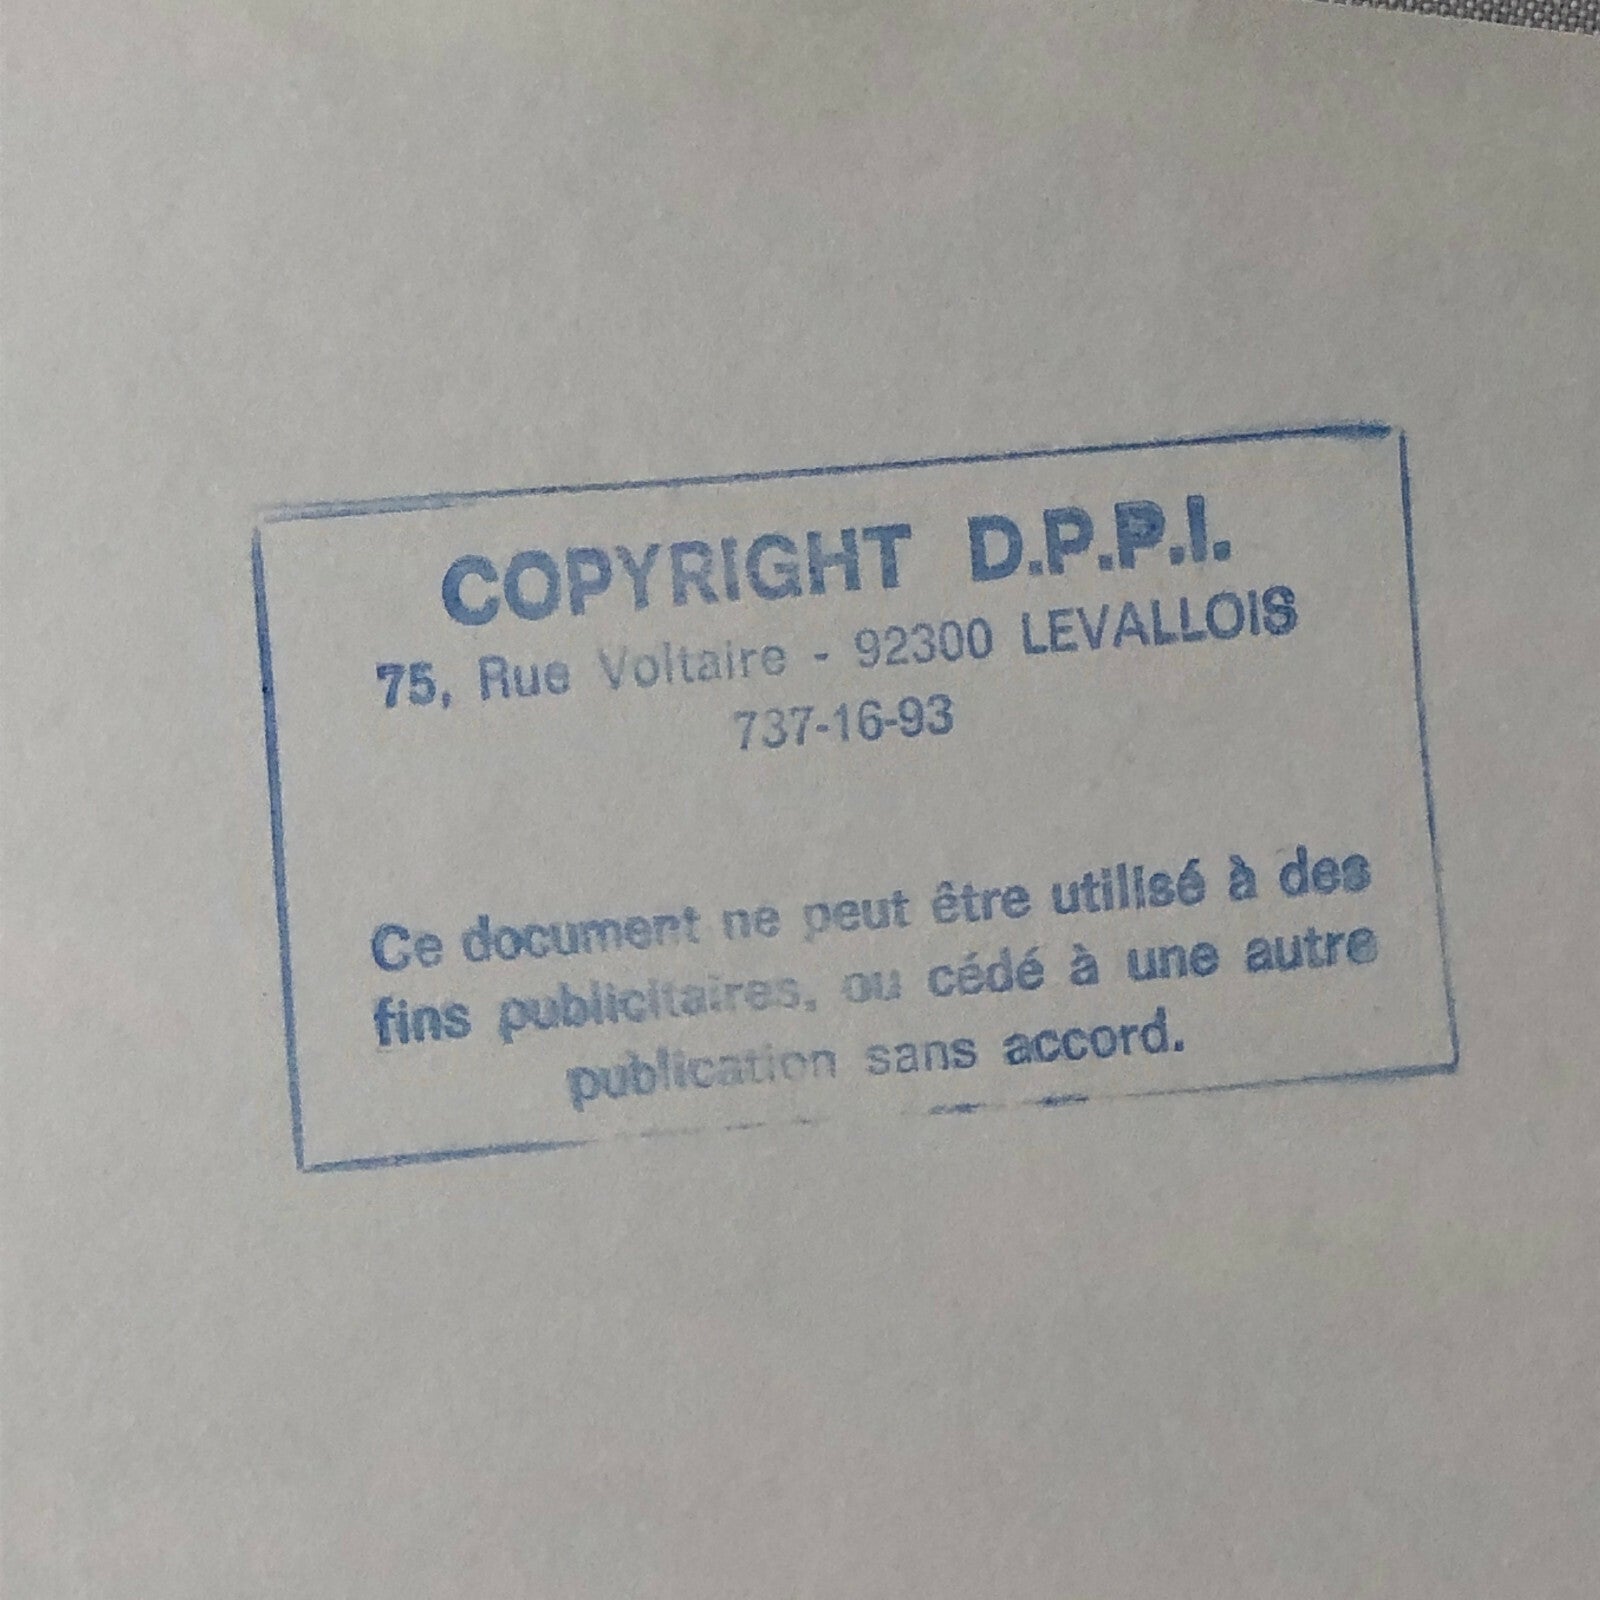 COPYRIGHT D.P.P.I.
75, Rue Voltaire - 92300 LEVALLOIS
737-16-93
Ce document ne peut être utilisé à des
fins publicitaires, ou cédé à une autre
publication sans accord.